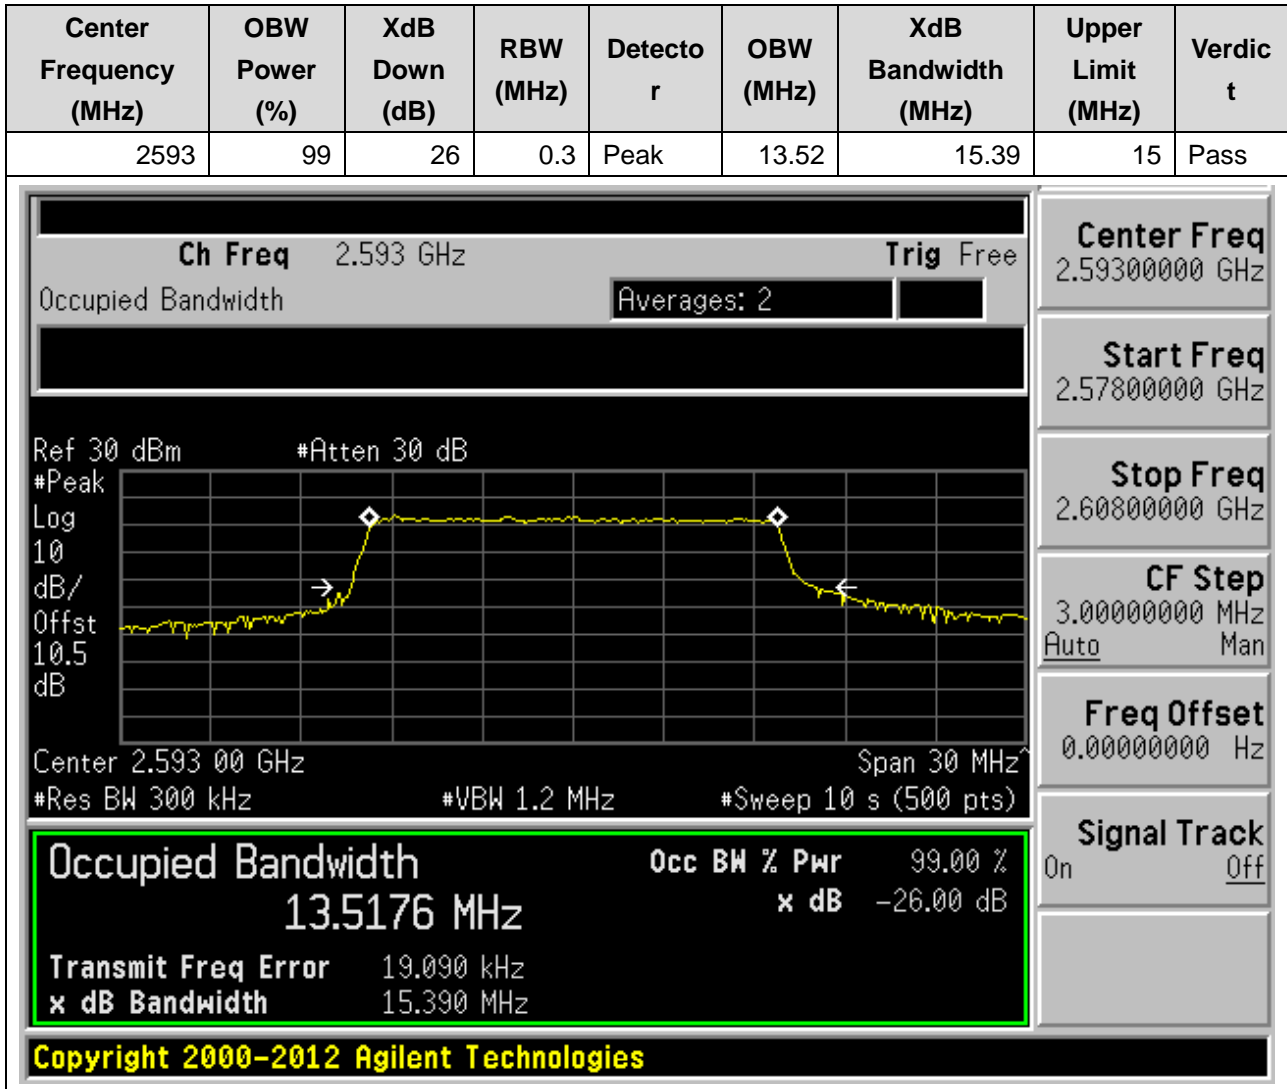 Center Frequency (MHz) OBW Power (%) XdB Down (dB) RBW (MHz) Detecto r OBW (MHz) XdB Bandwidth (MHz) Upper Limit (MHz) Verdic t
2593 99 26 0.3 Peak 13.52 15.39 15 Pass
Ch Freq 2.593 GHz Trig Free
Occupied Bandwidth Averages: 2
Ref 30 dBm #Atten 30 dB
#Peak
Log
10
dB/
Offst
10.5
dB
Center 2.593 00 GHz Span 30 MHz^
#Res BW 300 kHz #VBW 1.2 MHz #Sweep 10 s (500 pts)
Occupied Bandwidth Occ BW % Pwr 99.00 %
13.5176 MHz x dB -26.00 dB
Transmit Freq Error 19.090 kHz
x dB Bandwidth 15.390 MHz
Copyright 2000-2012 Agilent Technologies
Center Freq
2.59300000 GHz
Start Freq
2.57800000 GHz
Stop Freq
2.60800000 GHz
CF Step
3.00000000 MHz
Auto Man
Freq Offset
0.00000000 Hz
Signal Track
On Off